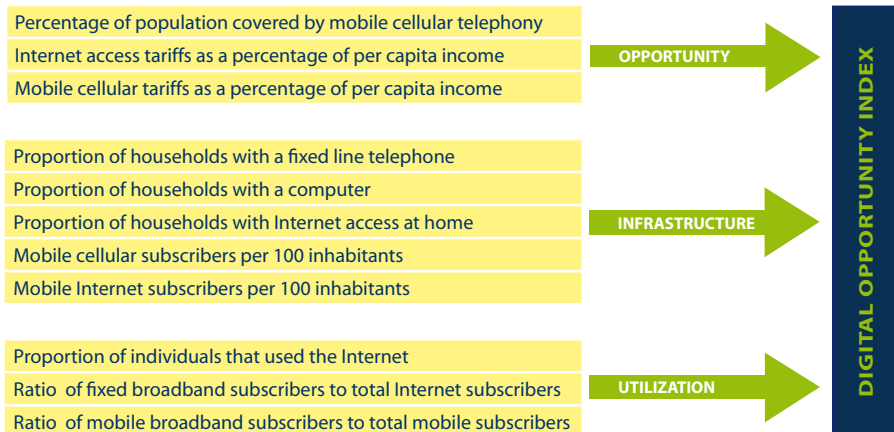 Percentage of population covered by mobile cellular telephony
Internet access tariffs as a percentage of per capita income
Mobile cellular tariffs as a percentage of per capita income
OPPORTUNITY
Proportion of households with a fixed line telephone
Proportion of households with a computer
Proportion of households with Internet access at home
Mobile cellular subscribers per 100 inhabitants
Mobile Internet subscribers per 100 inhabitants
INFRASTRUCTURE
Proportion of individuals that used the Internet
Ratio of fixed broadband subscribers to total Internet subscribers
Ratio of mobile broadband subscribers to total mobile subscribers
UTILIZATION
DIGITAL OPPORTUNITY INDEX